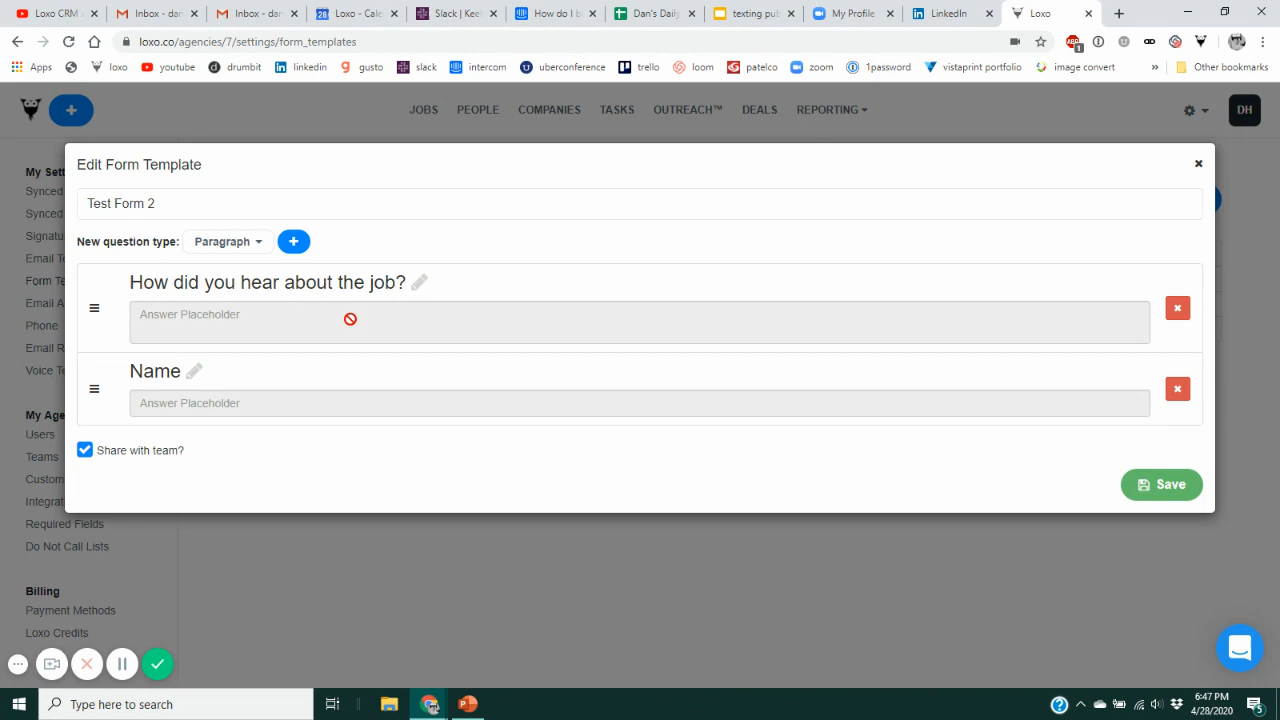 Loxo CRM
Inbox - dan
Inbox - dan
28
Loxo - Cale
Slack | Kee
How do I b
Dan's Daily
texting pub
My Profile
LinkedIn
Loxo
loxo.co/agencies/7/settings/form_templates
ABP
1
Apps
loxo
youtube
drumbit
linkedin
gusto
slack
intercom
uberconference
trello
loom
patelco
zoom
1password
vistaprint portfolio
image convert
»
Other bookmarks
JOBS
PEOPLE
COMPANIES
TASKS
OUTREACH™
DEALS
REPORTING
DH
My Set
Synced
Synced
Signatu
Email T
Form Te
Email A
Phone
Email R
Voice Te
My Age
Users
Teams
Custom
Integrat
Required Fields
Do Not Call Lists
Billing
Payment Methods
Loxo Credits
Edit Form Template
Test Form 2
New question type:
Paragraph
How did you hear about the job?
Answer Placeholder
Name
Answer Placeholder
Share with team?
Save
Type here to search
6:47 PM
4/28/2020
5